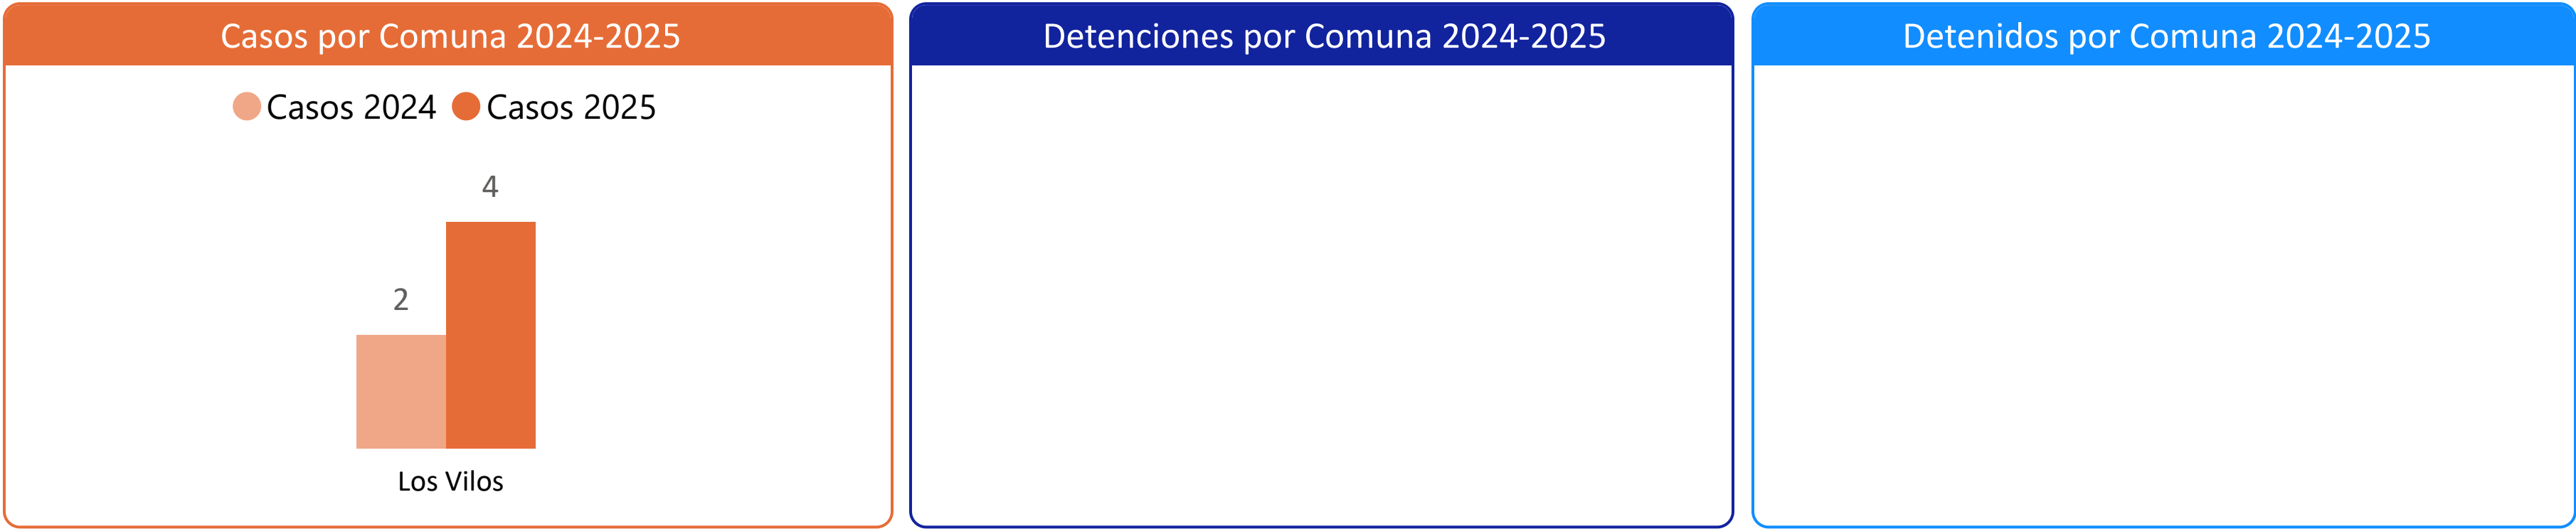 Casos por Comuna 2024-2025
Casos 2024 Casos 2025
4
2
Los Vilos
Detenciones por Comuna 2024-2025
Detenidos por Comuna 2024-2025